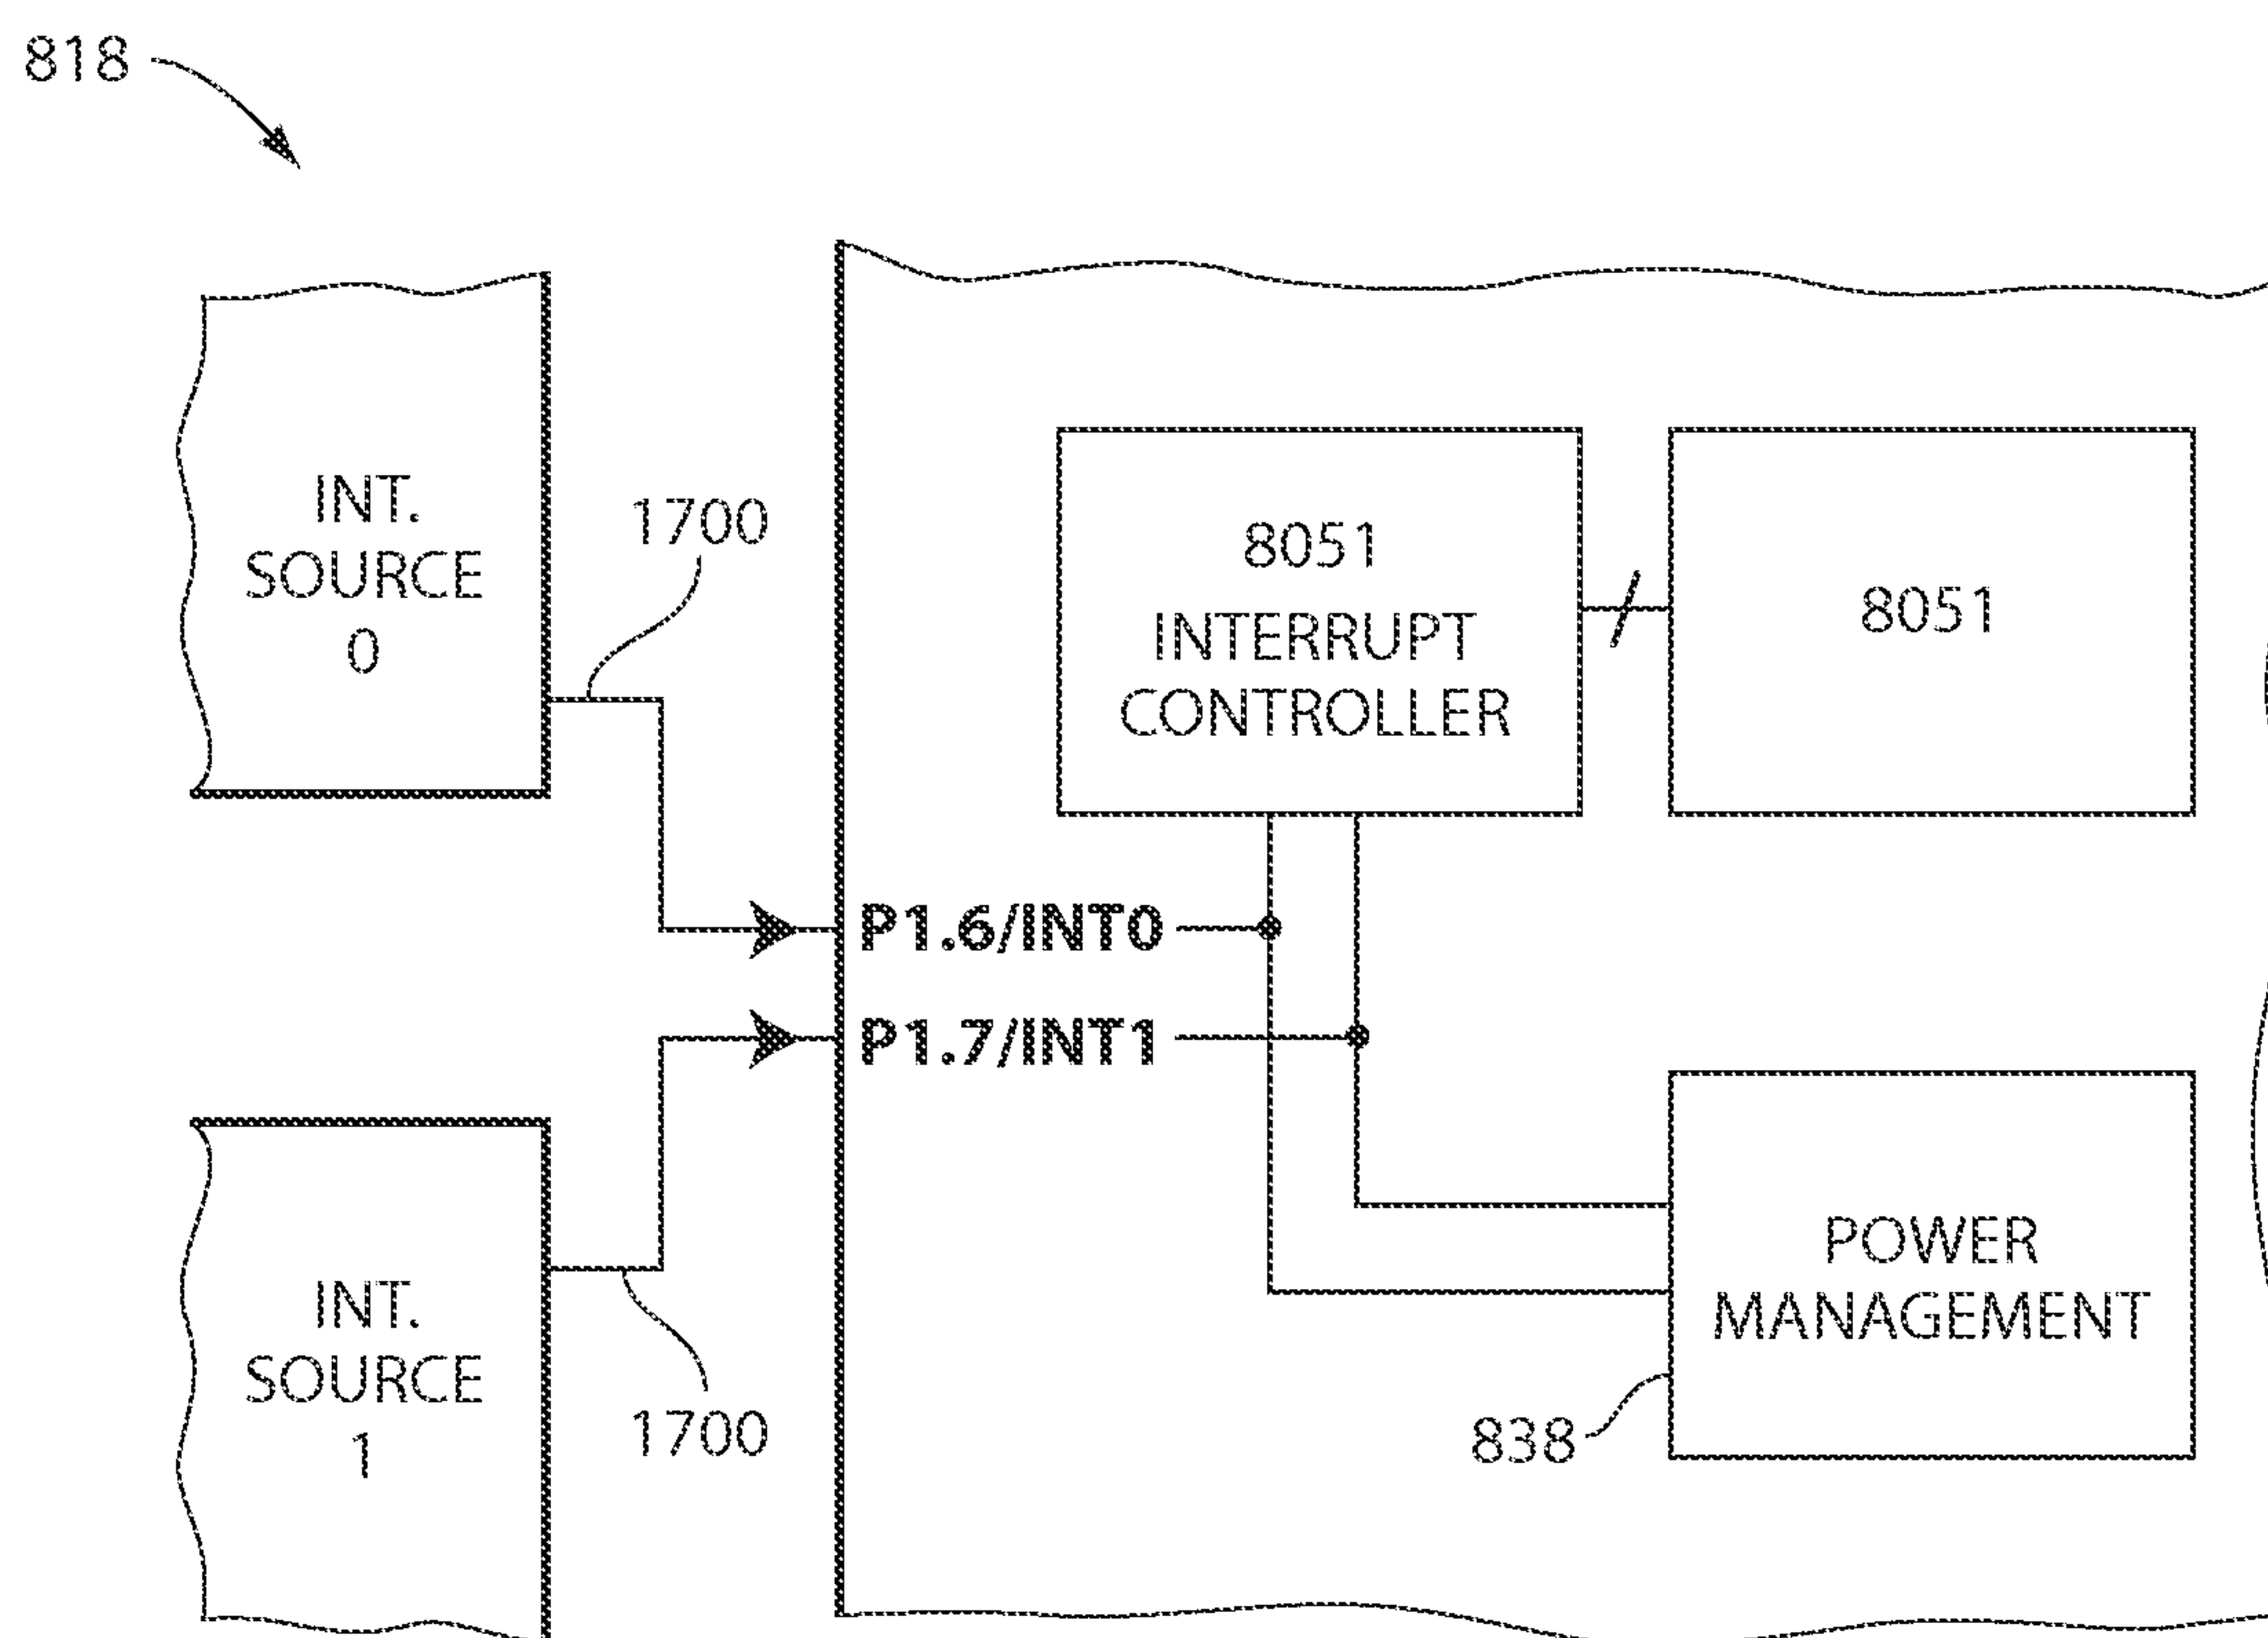 818
INT.
SOURCE
0
1700
8051
INTERRUPT
CONTROLLER
8051
P1.6/INT0
P1.7/INT1
INT.
SOURCE
1
1700
POWER
MANAGEMENT
838